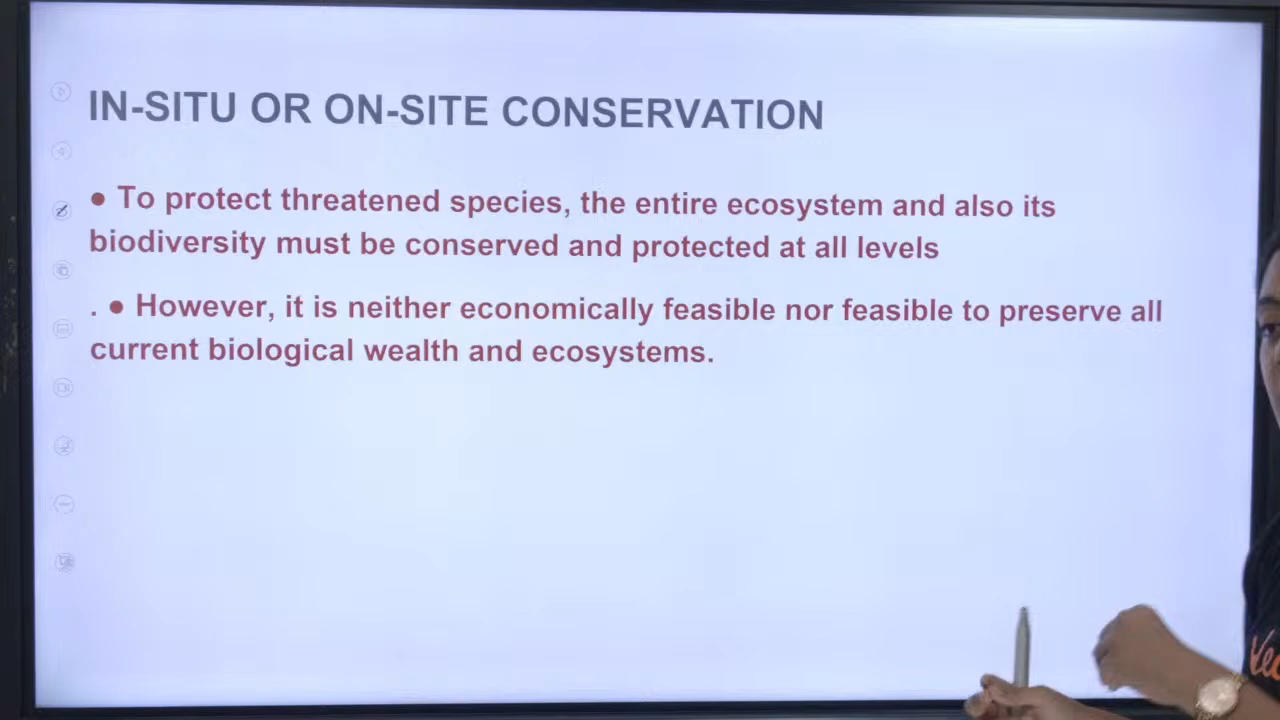 IN-SITU OR ON-SITE CONSERVATION
● To protect threatened species, the entire ecosystem and also its
biodiversity must be conserved and protected at all levels
. ● However, it is neither economically feasible nor feasible to preserve all
current biological wealth and ecosystems.